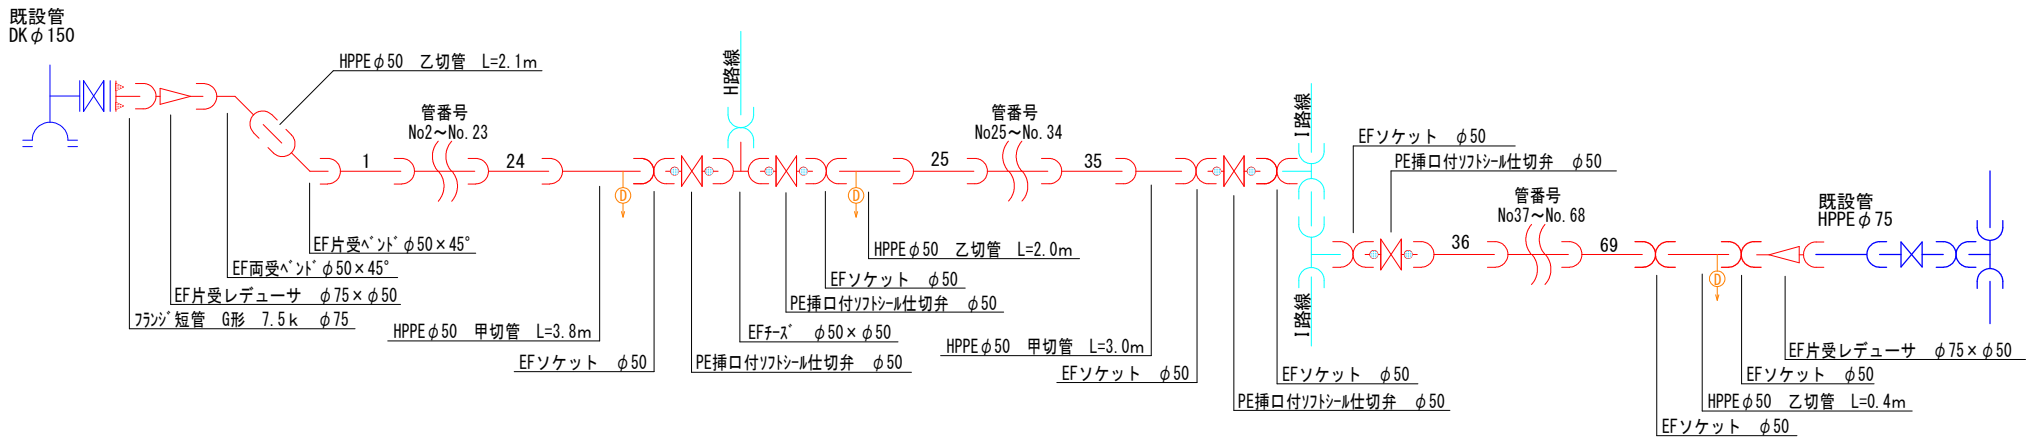 既設管
DKφ150
HPPEφ50 乙切管 L=2.1m
管番号
No2～No.23
1
24
EF片受ベンドφ50×45°
EF両受ベンドφ50×45°
EF片受レデューサ φ75×φ50
フランジ短管 G形 7.5k φ75
HPPEφ50 甲切管 L=3.8m
D
EFソケット φ50
H路線
PE挿口付ソフトシール仕切弁 φ50
EFチーズ φ50×φ50
PE挿口付ソフトシール仕切弁 φ50
EFソケット φ50
HPPEφ50 乙切管 L=2.0m
D
管番号
No25～No.34
25
35
HPPEφ50 甲切管 L=3.0m
EFソケット φ50
PE挿口付ソフトシール仕切弁 φ50
EFソケット φ50
I路線
I路線
EFソケット φ50
PE挿口付ソフトシール仕切弁 φ50
管番号
No37～No.68
36
69
既設管
HPPEφ75
D
EF片受レデューサ φ75×φ50
EFソケット φ50
HPPEφ50 乙切管 L=0.4m
EFソケット φ50